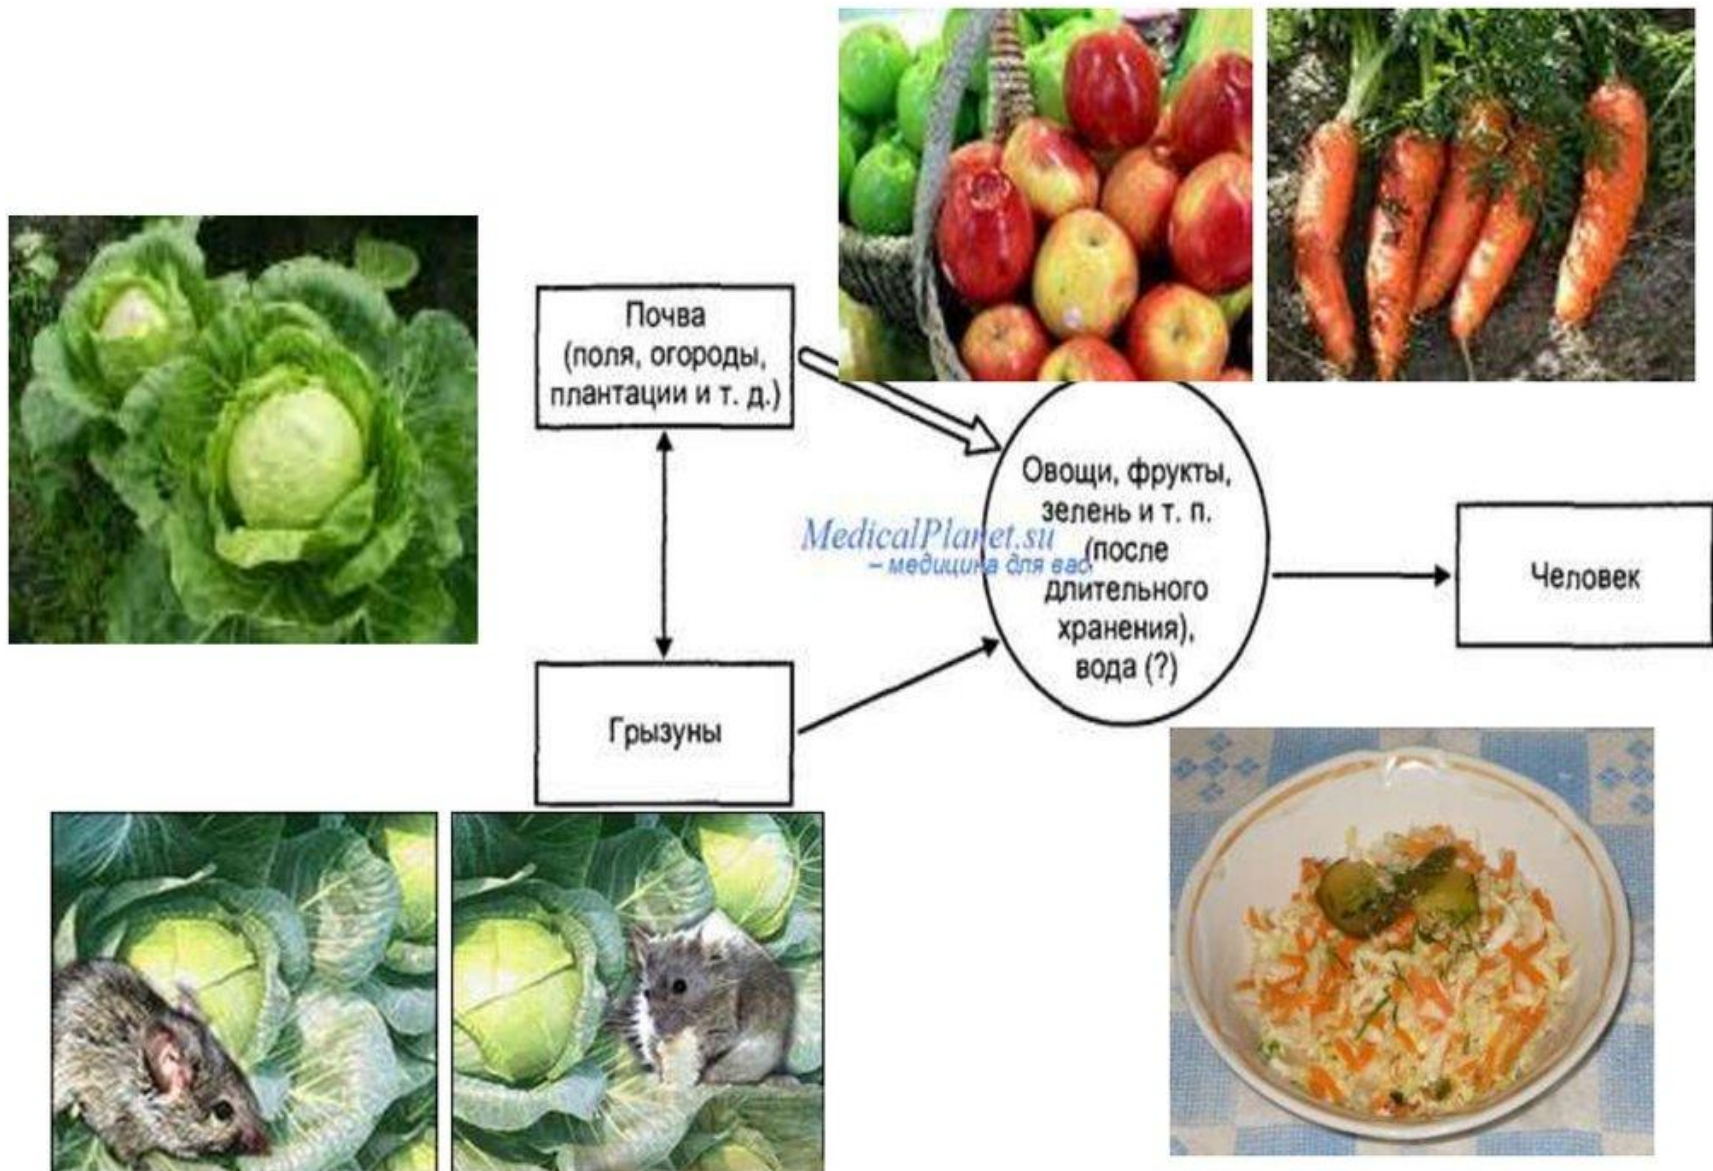 Почва
(поля, огороды,
плантации и т. д.)
Овощи, фрукты,
зелень и т. п.
(после
длительного
хранения),
вода (?)
MedicalPlanet.su
– медицина для вас
Человек
Грызуны